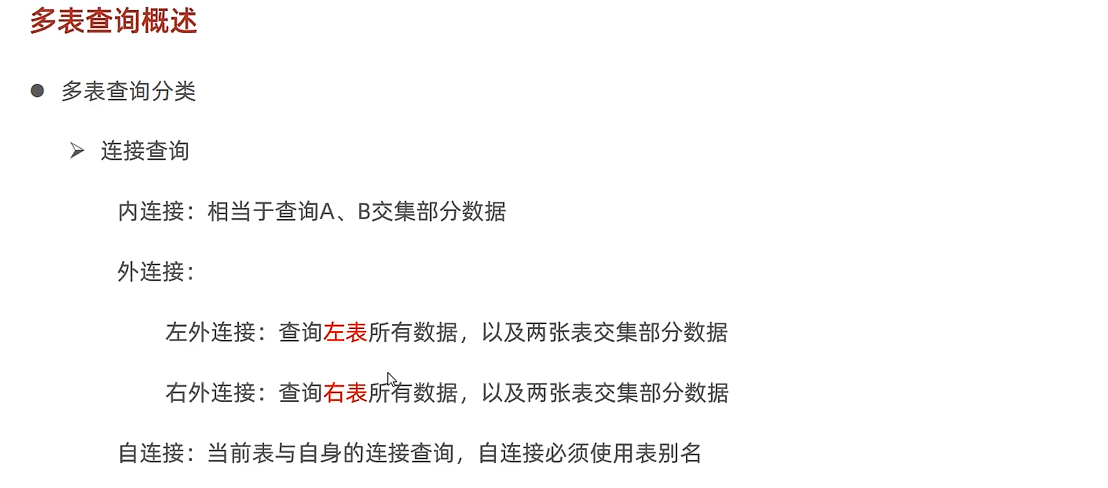 多表查询概述
多表查询分类
连接查询
内连接：相当于查询A、B交集部分数据
外连接：
左外连接：查询左表所有数据，以及两张表交集部分数据
右外连接：查询右表所有数据，以及两张表交集部分数据
自连接：当前表与自身的连接查询，自连接必须使用表别名